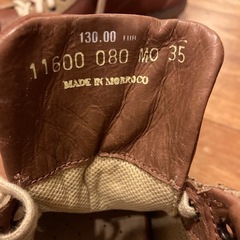 130.00 EUR
11600 080 MO 35
MADE IN MOROCCO